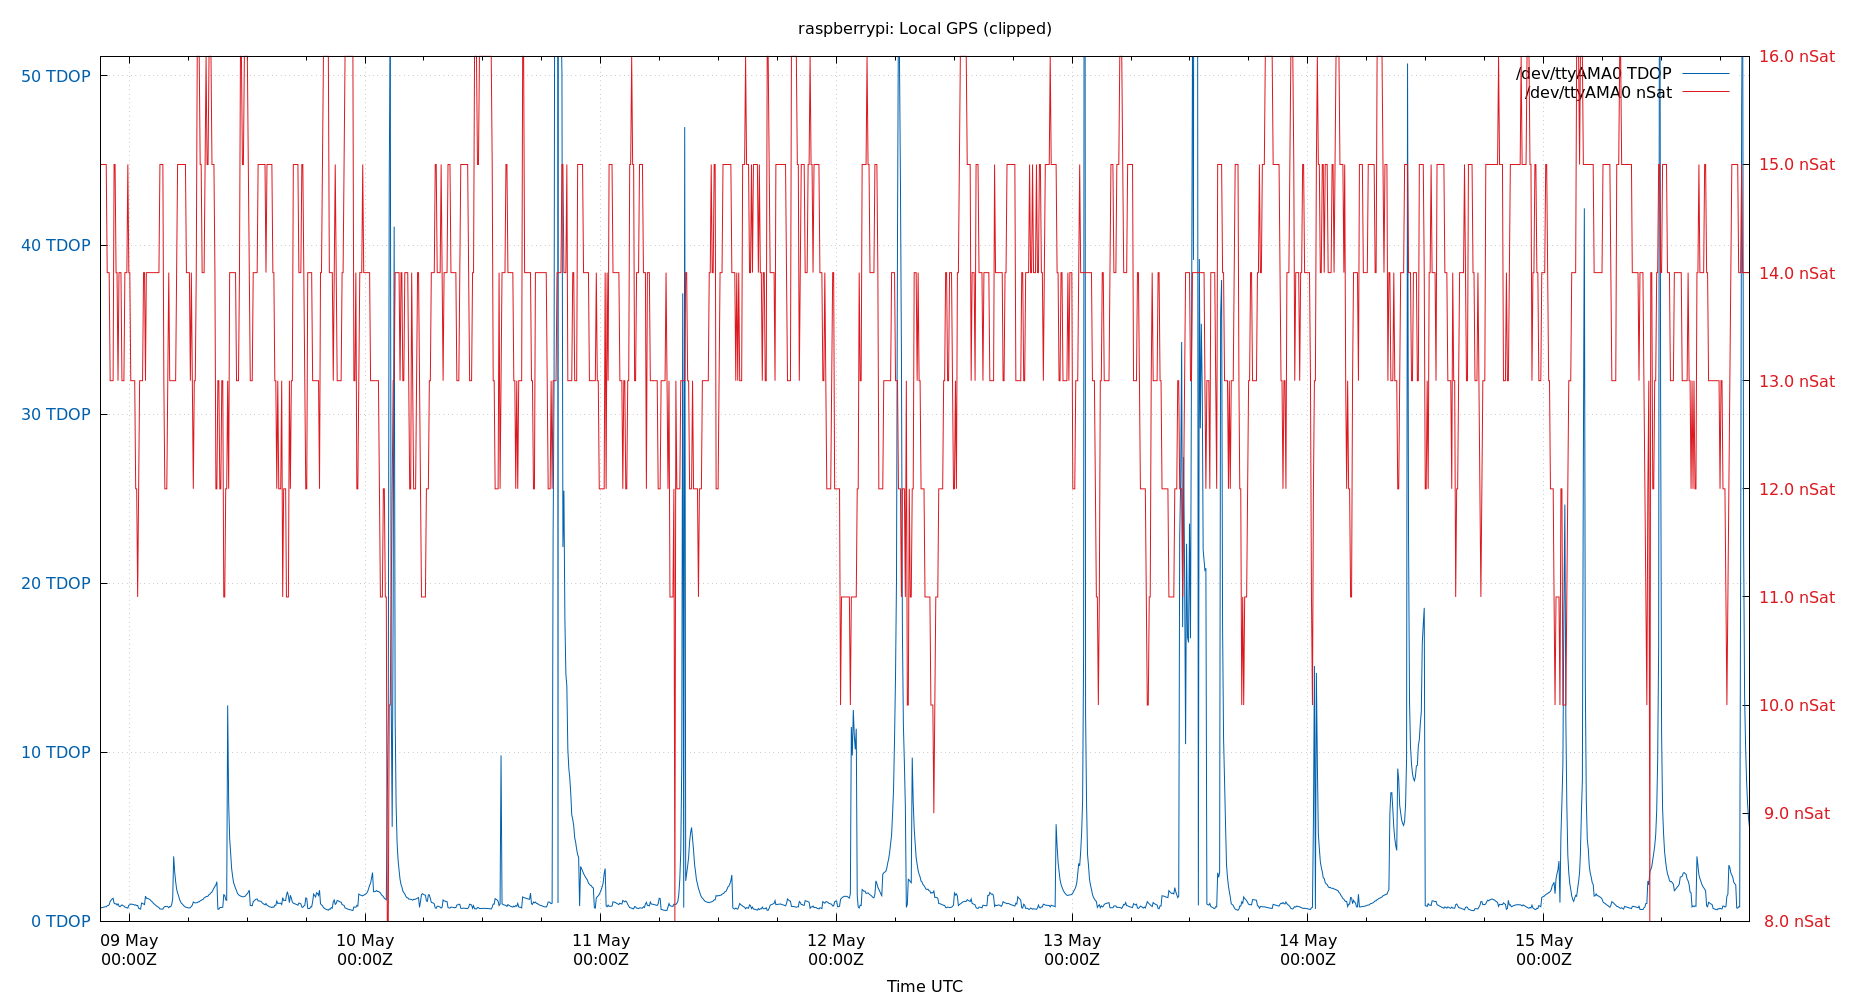 raspberrypi: Local GPS (clipped)
/dev/ttyAMA0 TDOP
/dev/ttyAMA0 nSat
50 TDOP
40 TDOP
30 TDOP
20 TDOP
10 TDOP
0 TDOP
16.0 nSat
15.0 nSat
14.0 nSat
13.0 nSat
12.0 nSat
11.0 nSat
10.0 nSat
9.0 nSat
8.0 nSat
09 May 10 May 11 May 12 May 13 May 14 May 15 May
00:00Z 00:00Z 00:00Z 00:00Z 00:00Z 00:00Z 00:00Z
Time UTC